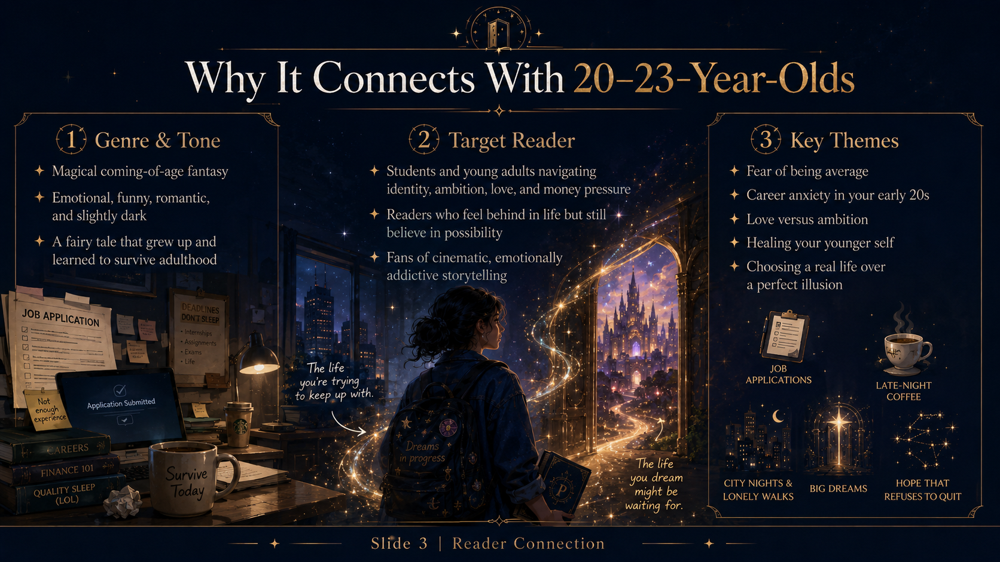 Why It Connects With 20–23-Year-Olds
1 Genre & Tone
Magical coming-of-age fantasy
Emotional, funny, romantic,
and slightly dark
A fairy tale that grew up and
learned to survive adulthood
2 Target Reader
Students and young adults navigating
identity, ambition, love, and money pressure
Readers who feel behind in life but still
believe in possibility
Fans of cinematic, emotionally
addictive storytelling
3 Key Themes
Fear of being average
Career anxiety in your early 20s
Love versus ambition
Healing your younger self
Choosing a real life over
a perfect illusion
JOB APPLICATION
DEADLINES
DON'T SLEEP
• Internships
• Assignments
• Exams
• Life
Not
enough
experience
Application Submitted
CAREERS
FINANCE 101
QUALITY SLEEP
(LOL)
Survive
Today
The life
you're trying
to keep up with.
Dreams
in progress
P
The life
you dream
might be
waiting for.
JOB
APPLICATIONS
LATE-NIGHT
COFFEE
CITY NIGHTS &
LONELY WALKS
BIG DREAMS
HOPE THAT
REFUSES TO QUIT
Slide 3 | Reader Connection